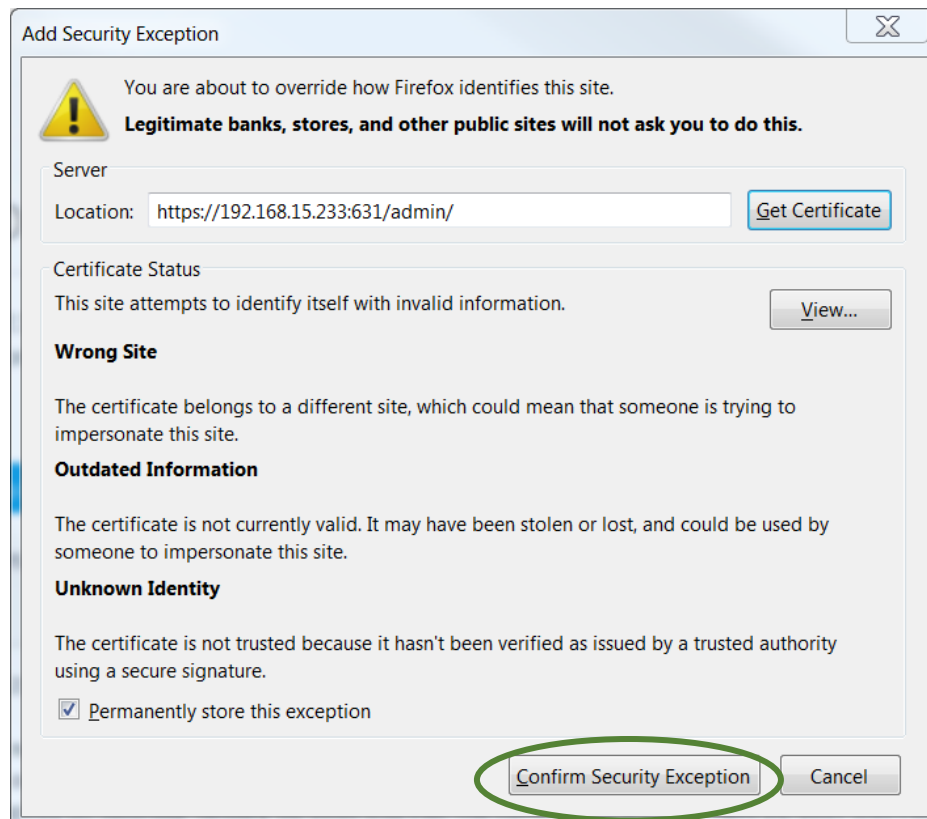 Add Security Exception
You are about to override how Firefox identifies this site.
Legitimate banks, stores, and other public sites will not ask you to do this.
Server
Location: https://192.168.15.233:631/admin/ Get Certificate
Certificate Status
This site attempts to identify itself with invalid information.
View...
Wrong Site
The certificate belongs to a different site, which could mean that someone is trying to
impersonate this site.
Outdated Information
The certificate is not currently valid. It may have been stolen or lost, and could be used by
someone to impersonate this site.
Unknown Identity
The certificate is not trusted because it hasn't been verified as issued by a trusted authority
using a secure signature.
Permanently store this exception
Confirm Security Exception Cancel